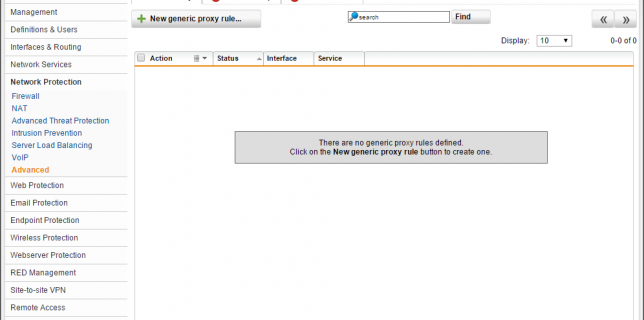 Management
Definitions & Users
Interfaces & Routing
Network Services
Network Protection
Firewall
NAT
Advanced Threat Protection
Intrusion Prevention
Server Load Balancing
VoIP
Advanced
Web Protection
Email Protection
Endpoint Protection
Wireless Protection
Webserver Protection
RED Management
Site-to-site VPN
Remote Access
New generic proxy rule...
search
Find
Display: 10
0-0 of 0
Action Status Interface Service
There are no generic proxy rules defined.
Click on the New generic proxy rule button to create one.